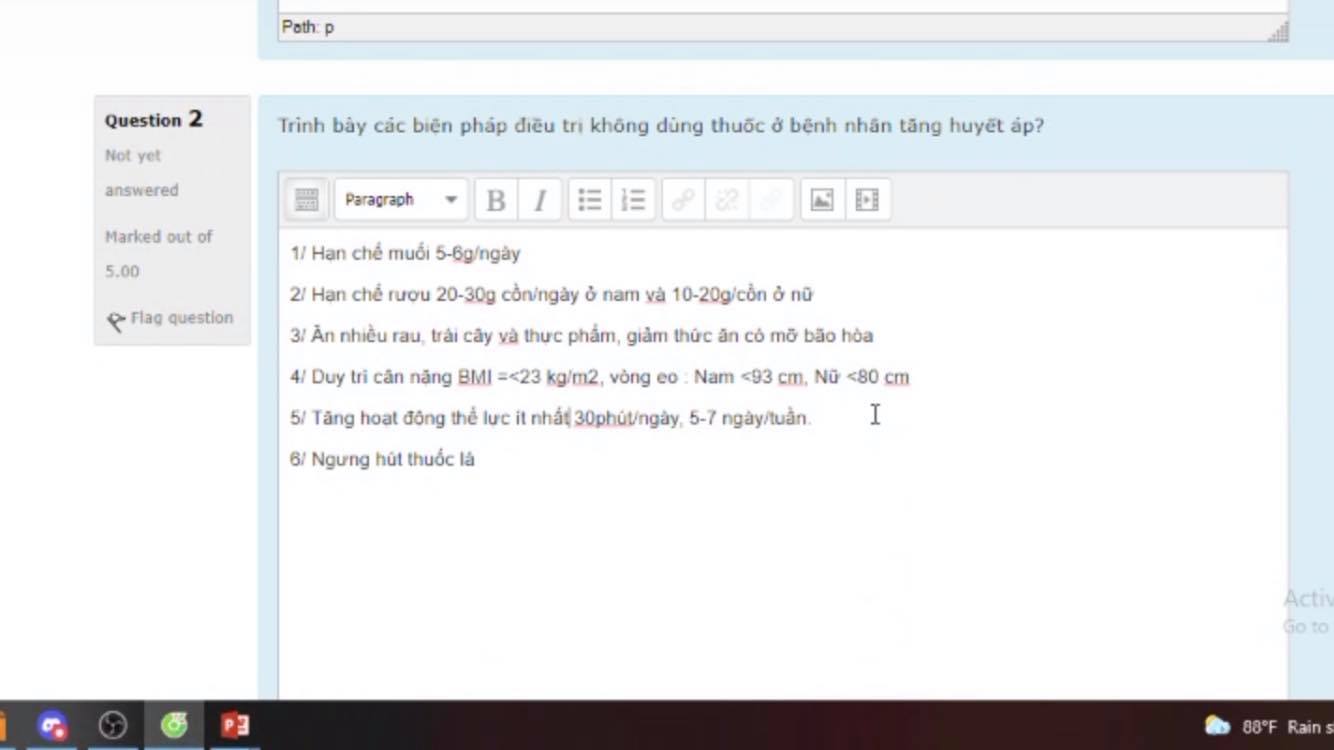 Path: p
Question 2
Not yet
answered
Marked out of
5.00
Flag question
Trình bày các biện pháp điều trị không dùng thuốc ở bệnh nhân tăng huyết áp?
Paragraph
B I
1/ Hạn chế muối 5-6g/ngày
2/ Hạn chế rượu 20-30g cồn/ngày ở nam và 10-20g/cồn ở nữ
3/ Ăn nhiều rau, trái cây và thực phẩm, giảm thức ăn có mỡ bão hòa
4/ Duy trì cân nặng BMI =<23 kg/m2, vòng eo : Nam <93 cm, Nữ <80 cm
5/ Tăng hoạt động thể lực ít nhất 30phút/ngày, 5-7 ngày/tuần.
6/ Ngưng hút thuốc lá
Activ
Go to
88°F Rain s